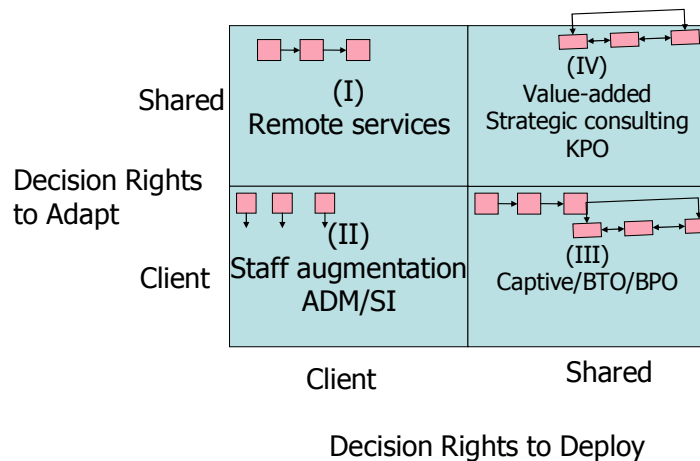 Shared
(I)
Remote services
(IV)
Value-added
Strategic consulting
KPO
Decision Rights
to Adapt
Client
(II)
Staff augmentation
ADM/SI
(III)
Captive/BTO/BPO
Client
Shared
Decision Rights to Deploy